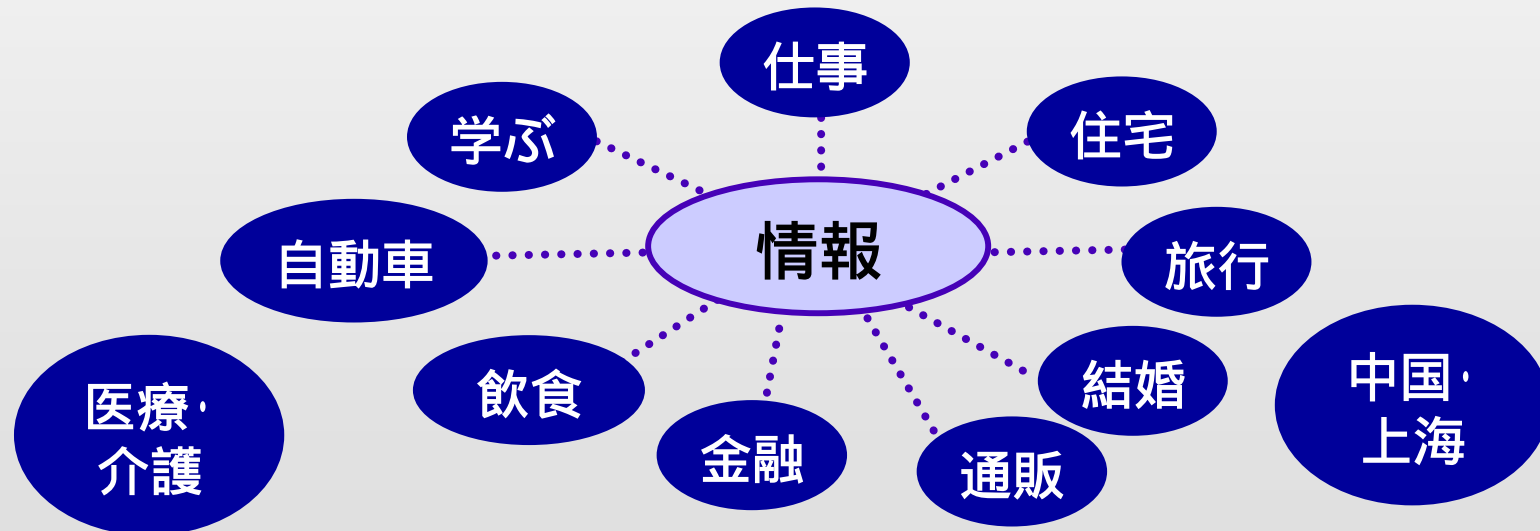 仕事
学ぶ
住宅
情報
自動車
旅行
医療・
介護
飲食
結婚
中国・
上海
金融
通販